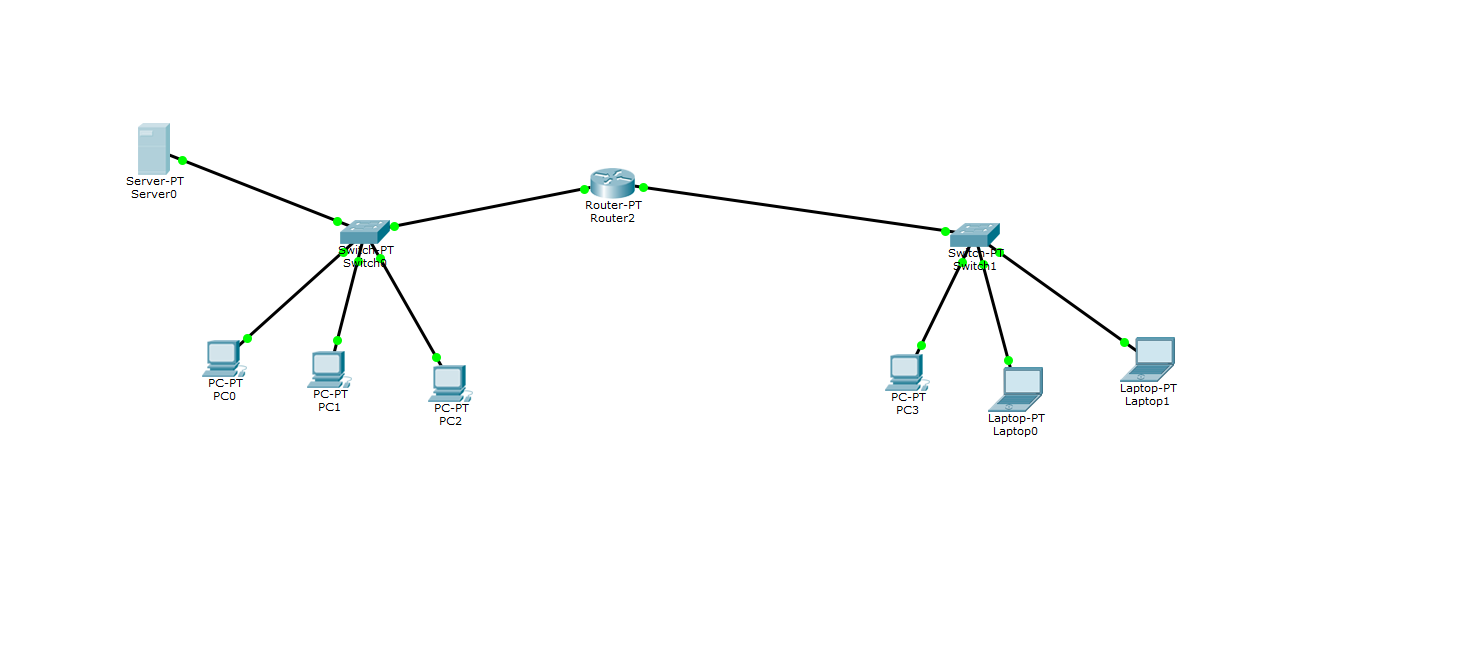 Server-PT
Server0
Router-PT
Router2
Switch-PT
Switch0
Switch-PT
Switch1
PC-PT
PC0
PC-PT
PC1
PC-PT
PC2
PC-PT
PC3
Laptop-PT
Laptop0
Laptop-PT
Laptop1